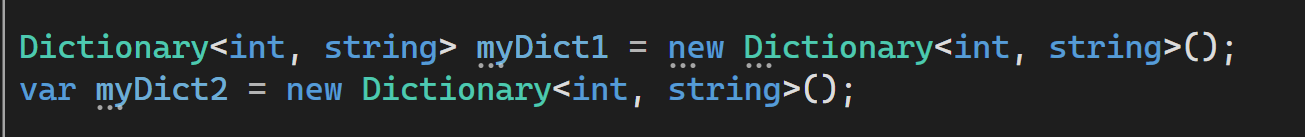 Dictionary<int, string> myDict1 = new Dictionary<int, string>();
var myDict2 = new Dictionary<int, string>();